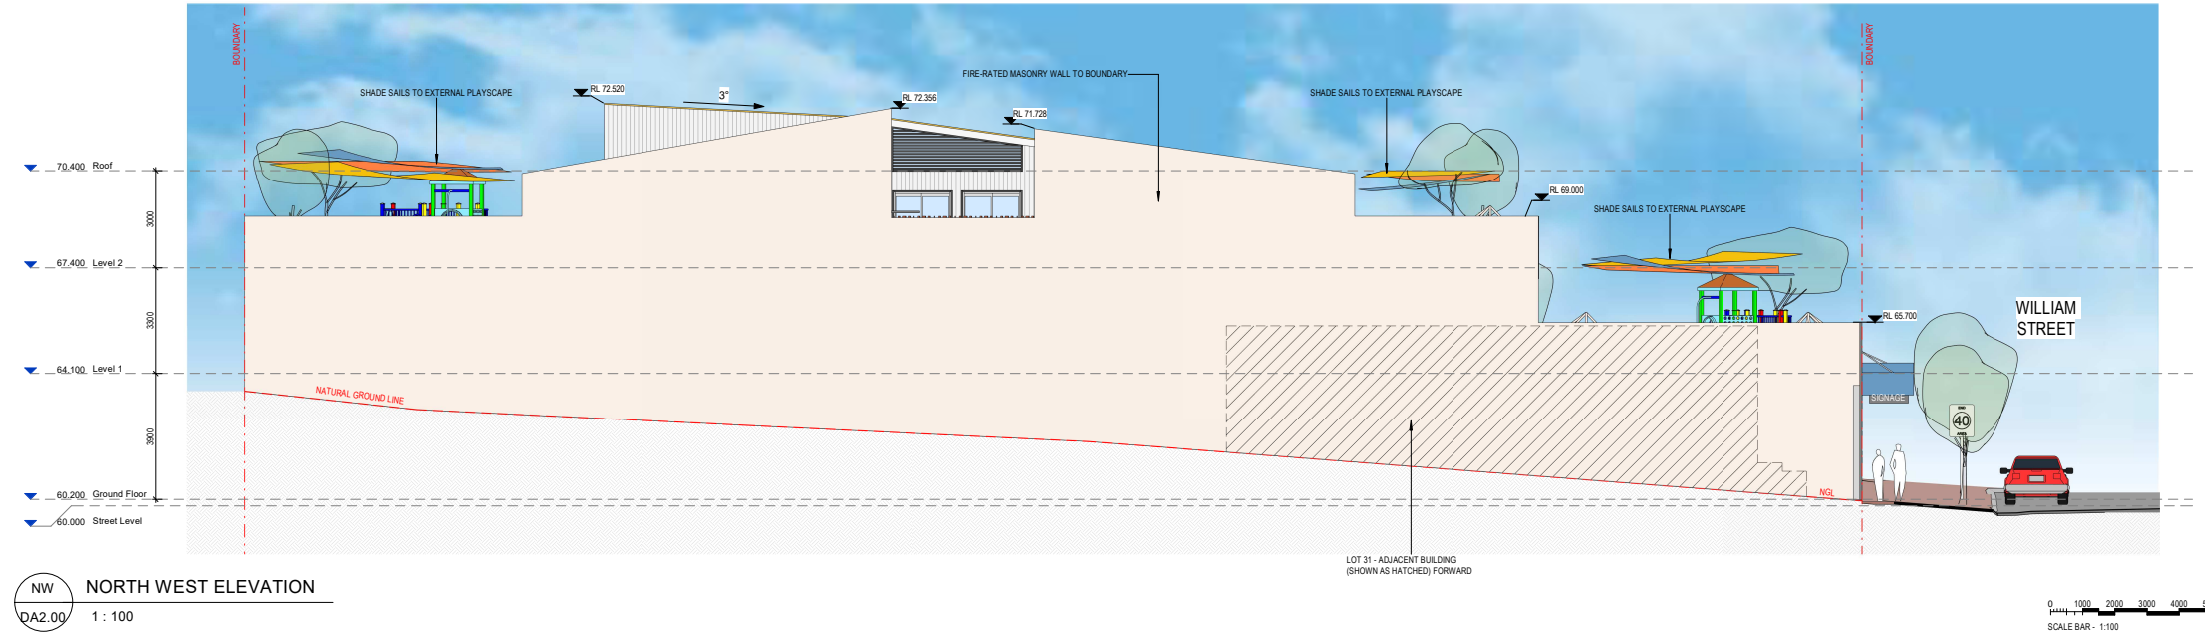 BOUNDARY
BOUNDARY
SHADE SAILS TO EXTERNAL PLAYSCAPE
RL 72.520
3°
RL 72.356
FIRE-RATED MASONRY WALL TO BOUNDARY
RL 71.728
SHADE SAILS TO EXTERNAL PLAYSCAPE
70.400 Roof
RL 69.000
SHADE SAILS TO EXTERNAL PLAYSCAPE
3000
67.400 Level 2
3300
WILLIAM
STREET
RL 65.700
64.100 Level 1
NATURAL GROUND LINE
SIGNAGE
END
40
AREA
3900
60.200 Ground Floor
NGL
60.000 Street Level
LOT 31 - ADJACENT BUILDING
(SHOWN AS HATCHED) FORWARD
NW
NORTH WEST ELEVATION
DA2.00
1 : 100
0 1000 2000 3000 4000
SCALE BAR - 1:100